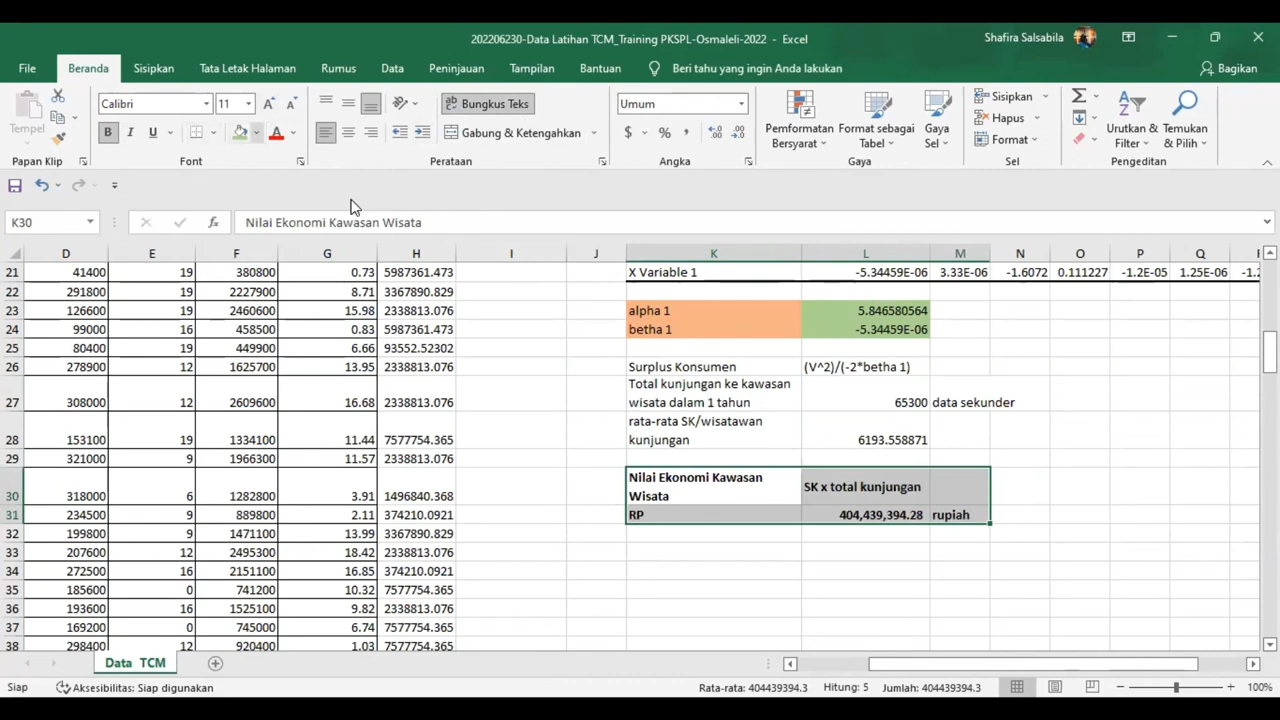 202206230-Data Latihan TCM_Training PKSPL-Osmaleli-2022 - Excel
Shafira Salsabila
File Beranda Sisipkan Tata Letak Halaman Rumus Data Peninjauan Tampilan Bantuan Beri tahu yang ingin Anda lakukan Bagikan
Tempel
Papan Klip
Calibri 11
B I U
Font
Bungkus Teks
Gabung & Ketengahkan
Perataan
Umum
$ % ,
Angka
Pemformatan Bersyarat
Format sebagai Tabel
Gaya Sel
Gaya
Sisipkan
Hapus
Format
Sel
Urutkan & Filter
Temukan & Pilih
Pengeditan
K30 Nilai Ekonomi Kawasan Wisata
D E F G H I J K L M N O P Q
21 41400 19 380800 0.73 5987361.473 X Variable 1 -5.34459E-06 3.33E-06 -1.6072 0.111227 -1.2E-05 1.25E-06
22 291800 19 2227900 8.71 3367890.829
23 126600 19 2460600 15.98 2338813.076 alpha 1 5.846580564
24 99000 16 458500 0.83 5987361.473 betha 1 -5.34459E-06
25 80400 19 449900 6.66 93552.52302
26 278900 12 1625700 13.95 2338813.076 Surplus Konsumen (V^2)/(-2*betha 1)
27 308000 12 2609600 16.68 2338813.076 Total kunjungan ke kawasan wisata dalam 1 tahun 65300 data sekunder
28 153100 19 1334100 11.44 7577754.365 rata-rata SK/wisatawan kunjungan 6193.558871
29 321000 9 1966300 11.57 2338813.076
30 318000 6 1282800 3.91 1496840.368 Nilai Ekonomi Kawasan Wisata SK x total kunjungan
31 234500 9 889800 2.11 374210.0921 RP 404,439,394.28 rupiah
32 199800 9 1471100 13.99 3367890.829
33 207600 12 2495300 18.42 2338813.076
34 272500 16 2151100 16.85 374210.0921
35 185600 0 741200 10.32 7577754.365
36 193600 16 1525100 9.82 2338813.076
37 169200 0 745000 6.74 7577754.365
38 298400 12 920400 1.03 7577754.365
Data TCM
Siap Aksesibilitas: Siap digunakan Rata-rata: 404439394.3 Hitung: 5 Jumlah: 404439394.3 100%